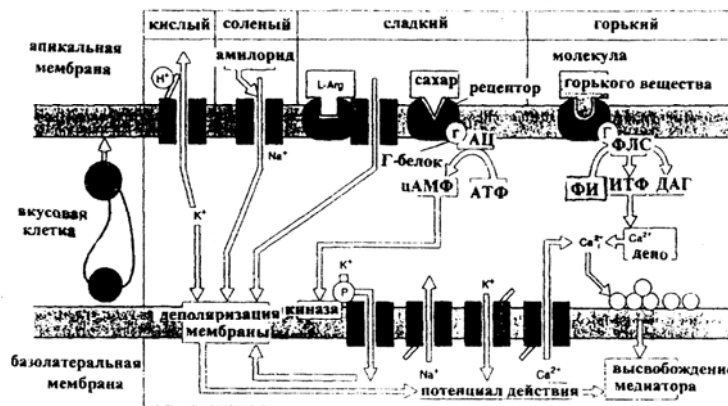 кислый
соленый
сладкий
горький
апикальная
мембрана
амилорид
H⁺
L-Arg
сахар
рецептор
молекула
горького вещества
Na⁺
Г
АЦ
Г-белок
цАМФ
АТФ
Г
ФЛС
ФИ
ИТФ
ДАГ
вкусовая
клетка
K⁺
Ca²⁺
Ca²⁺
депо
K⁺
P
K⁺
деполяризация
мембраны
киназа
базолатеральная
мембрана
Na⁺
Ca²⁺
потенциал действия
высвобождение
медиатора